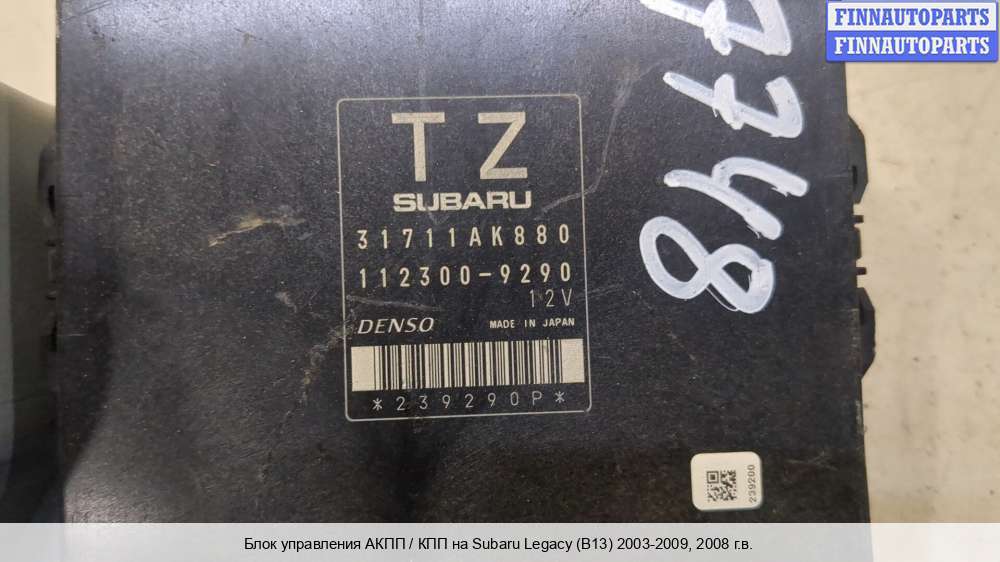 FINNAUTOPARTS
FINNAUTOPARTS
TZ
SUBARU
31711AK880
112300-9290
12V
DENSO MADE IN JAPAN
*239290P*
7748
239200
Блок управления АКПП / КПП на Subaru Legacy (B13) 2003-2009, 2008 г.в.